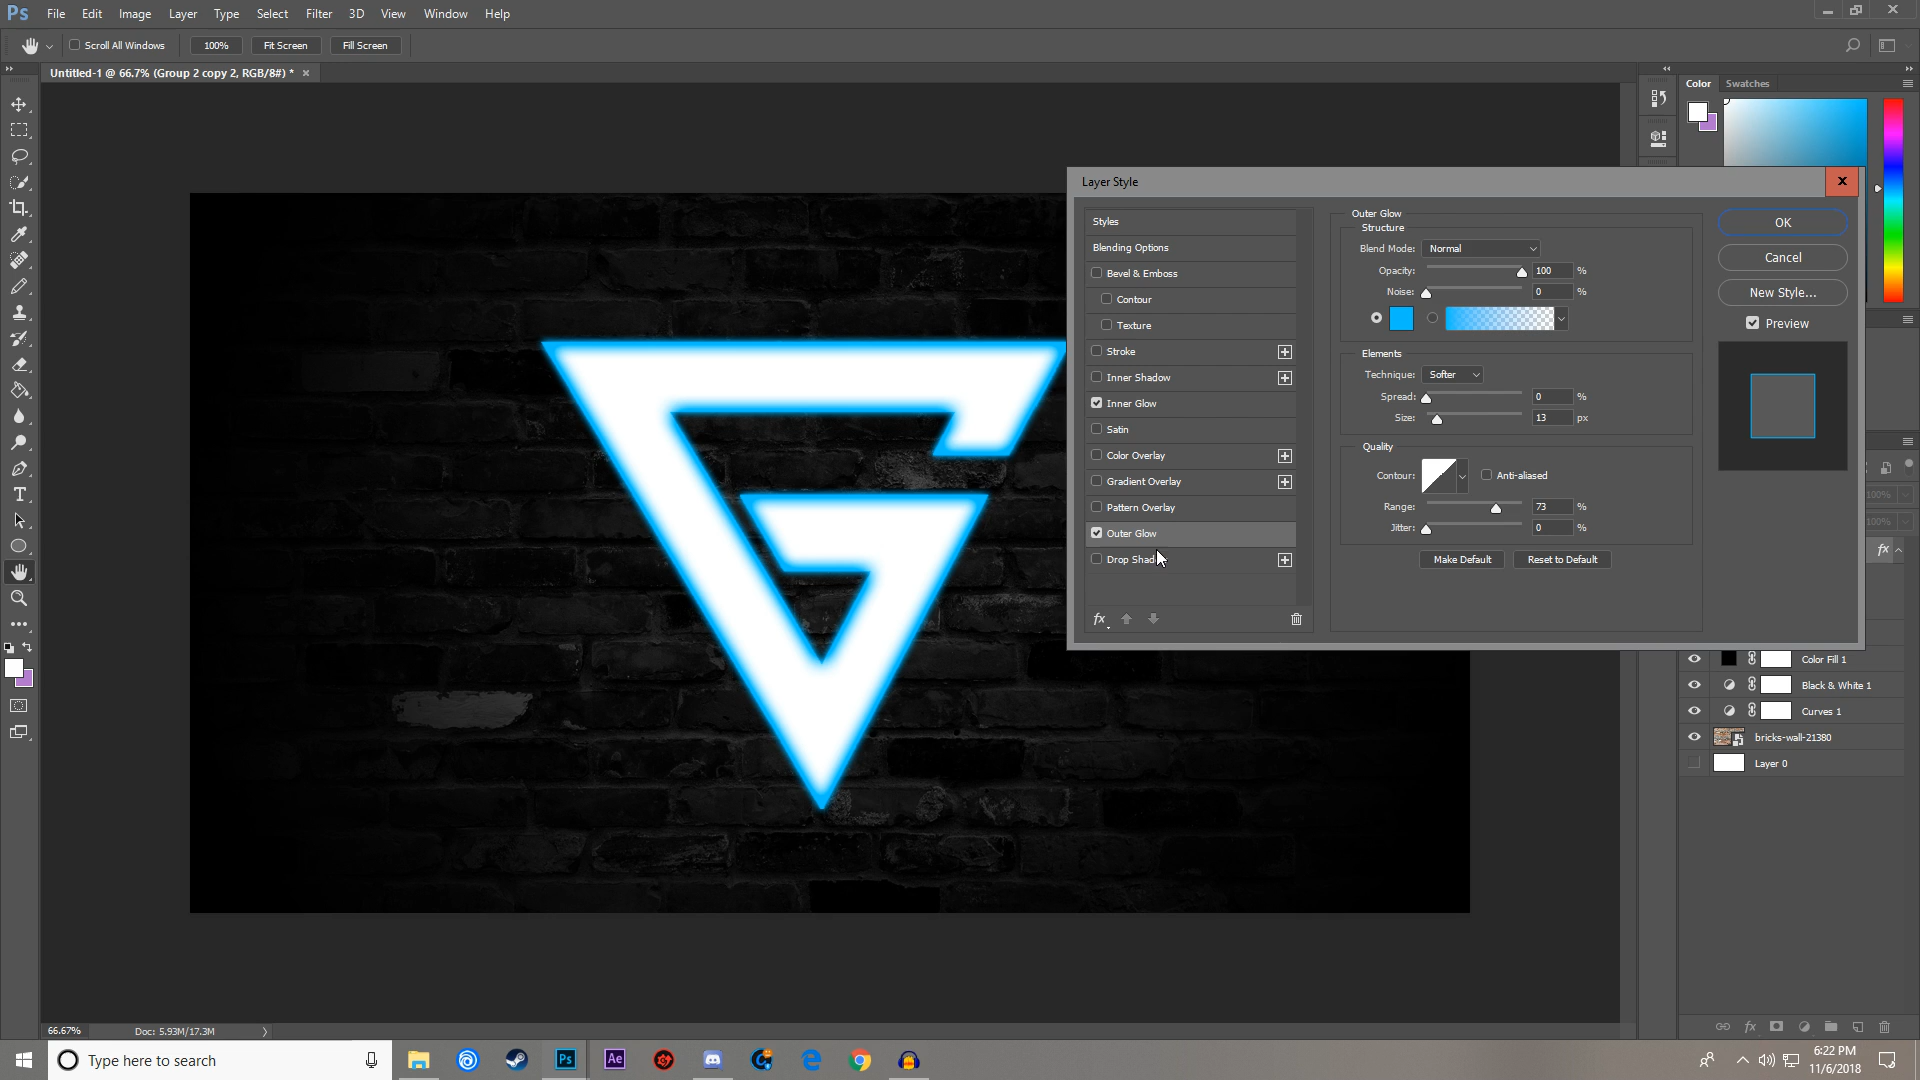 Ps File Edit Image Layer Type Select Filter 3D View Window Help
Scroll All Windows 100% Fit Screen Fill Screen
Untitled-1 @ 66.7% (Group 2 copy 2, RGB/8#) * ×
Color Swatches
Layer Style
Styles
Blending Options
Bevel & Emboss
Contour
Texture
Stroke
Inner Shadow
Inner Glow
Satin
Color Overlay
Gradient Overlay
Pattern Overlay
Outer Glow
fx
Outer Glow
Structure
Blend Mode: Normal
Opacity: 100 %
Noise: 0 %
Elements
Technique: Softer
Spread: 0 %
Size: 13 px
Quality
Contour: Anti-aliased
Range: 73 %
Jitter: 0 %
Make Default Reset to Default
OK
Cancel
New Style...
Preview
100%
100%
fx
Color Fill 1
Black & White 1
Curves 1
bricks-wall-21380
Layer 0
fx
66.67% Doc: 5.93M/17.3M
Type here to search
Ps Ae
6:22 PM
11/6/2018